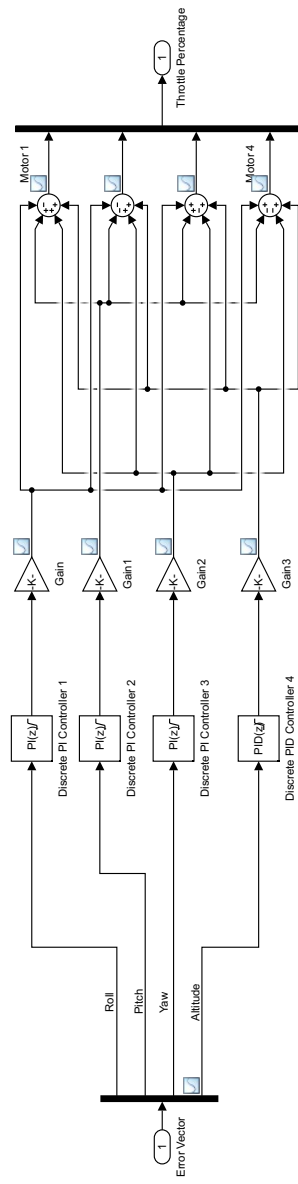 1
Error Vector
Roll
Pitch
Yaw
Altitude
PI(z)
Discrete PI Controller 1
PI(z)
Discrete PI Controller 2
PI(z)
Discrete PI Controller 3
PID(z)
Discrete PID Controller 4
-K-
Gain
-K-
Gain1
-K-
Gain2
-K-
Gain3
Motor 1
Motor 4
1
Throttle Percentage